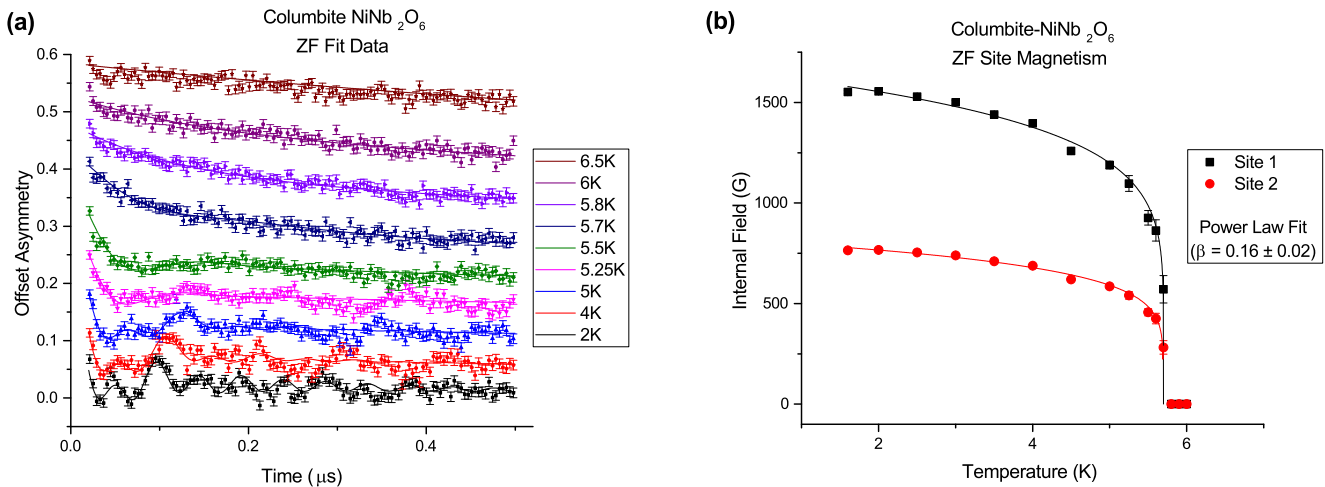 (a)
Columbite NiNb 2O6
ZF Fit Data
0.6
0.5
0.4
0.3
0.2
0.1
0.0
Offset Asymmetry
0.0
0.2
0.4
Time (μs)
6.5K
6K
5.8K
5.7K
5.5K
5.25K
5K
4K
2K
(b)
Columbite-NiNb 2O6
ZF Site Magnetism
1500
1000
500
0
Internal Field (G)
2
4
6
Temperature (K)
Site 1
Site 2
Power Law Fit
(β = 0.16 ± 0.02)